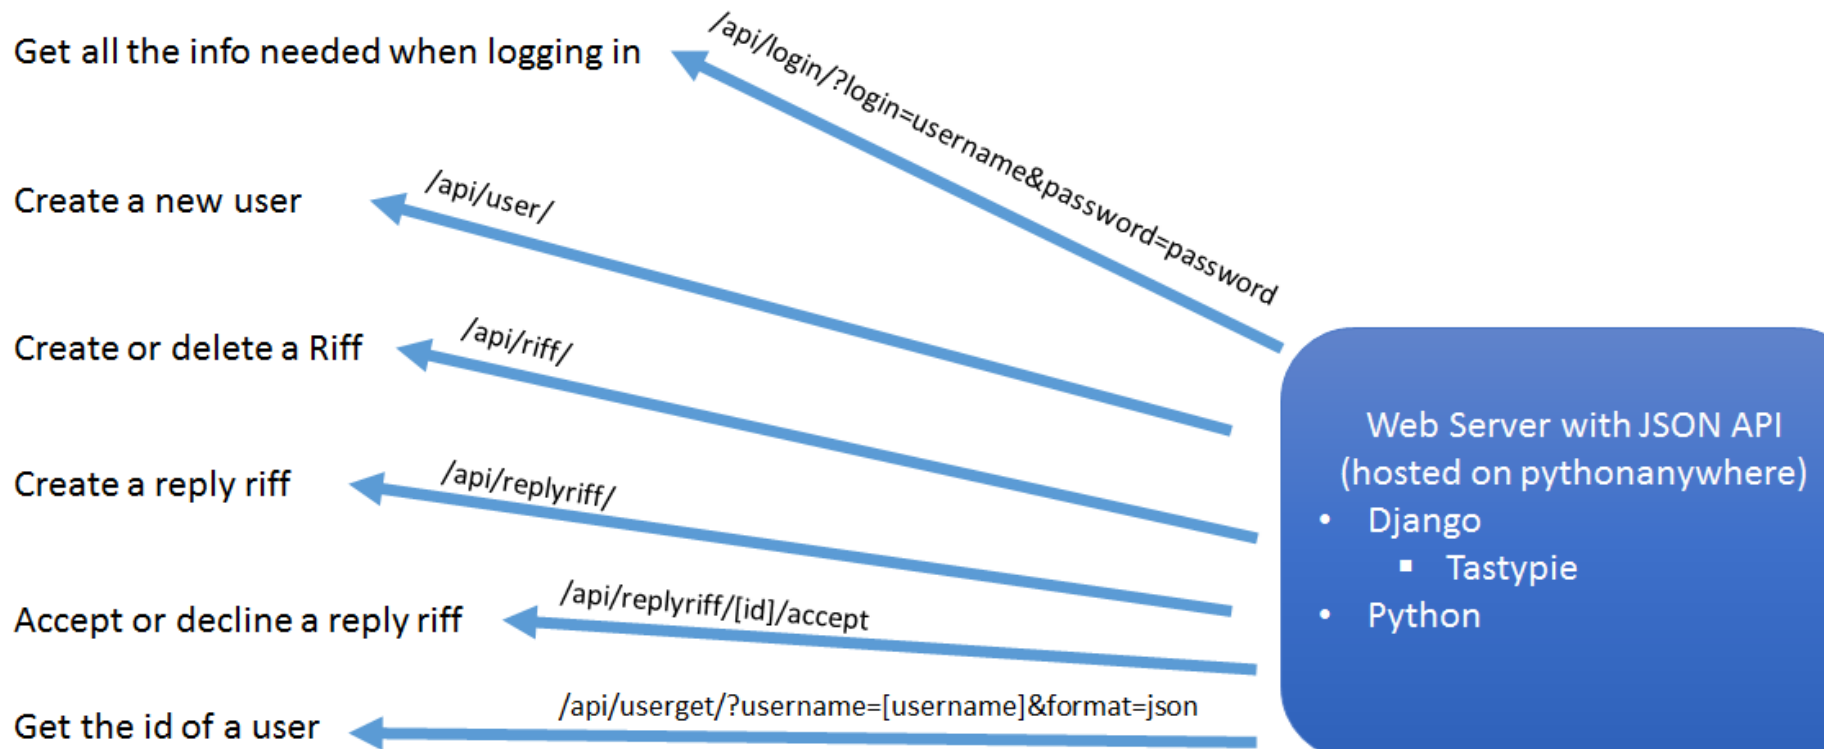 Get all the info needed when logging in
/api/login/?login=username&password=password
Create a new user
/api/user/
Create or delete a Riff
/api/riff/
Create a reply riff
/api/replyriff/
Accept or decline a reply riff
/api/replyriff/[id]/accept
Get the id of a user
/api/userget/?username=[username]&format=json
Web Server with JSON API
(hosted on pythonanywhere)
• Django
▪ Tastypie
• Python